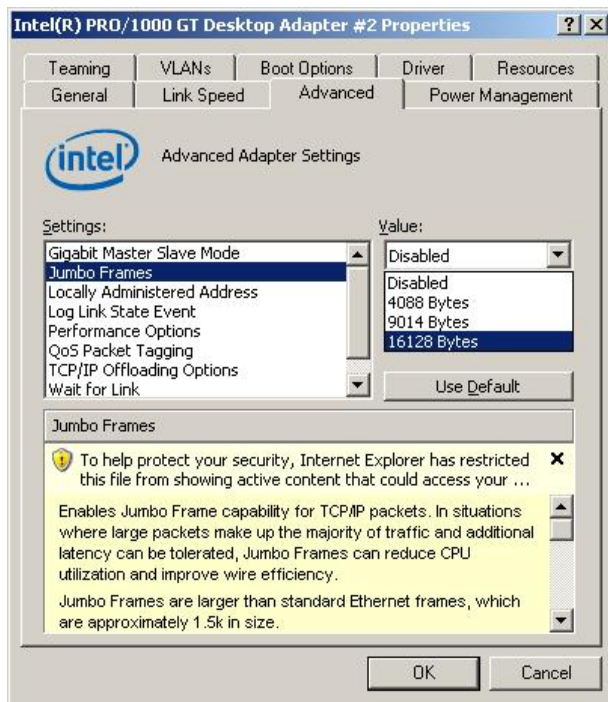 Intel(R) PRO/1000 GT Desktop Adapter #2 Properties
Teaming VLANs Boot Options Driver Resources
General Link Speed Advanced Power Management
intel
Advanced Adapter Settings
Settings:
Gigabit Master Slave Mode
Jumbo Frames
Locally Administered Address
Log Link State Event
Performance Options
QoS Packet Tagging
TCP/IP Offloading Options
Wait for Link
Value:
Disabled
Disabled
4088 Bytes
9014 Bytes
16128 Bytes
Use Default
Jumbo Frames
To help protect your security, Internet Explorer has restricted
this file from showing active content that could access your ...
Enables Jumbo Frame capability for TCP/IP packets. In situations
where large packets make up the majority of traffic and additional
latency can be tolerated, Jumbo Frames can reduce CPU
utilization and improve wire efficiency.
Jumbo Frames are larger than standard Ethernet frames, which
are approximately 1.5k in size.
OK Cancel